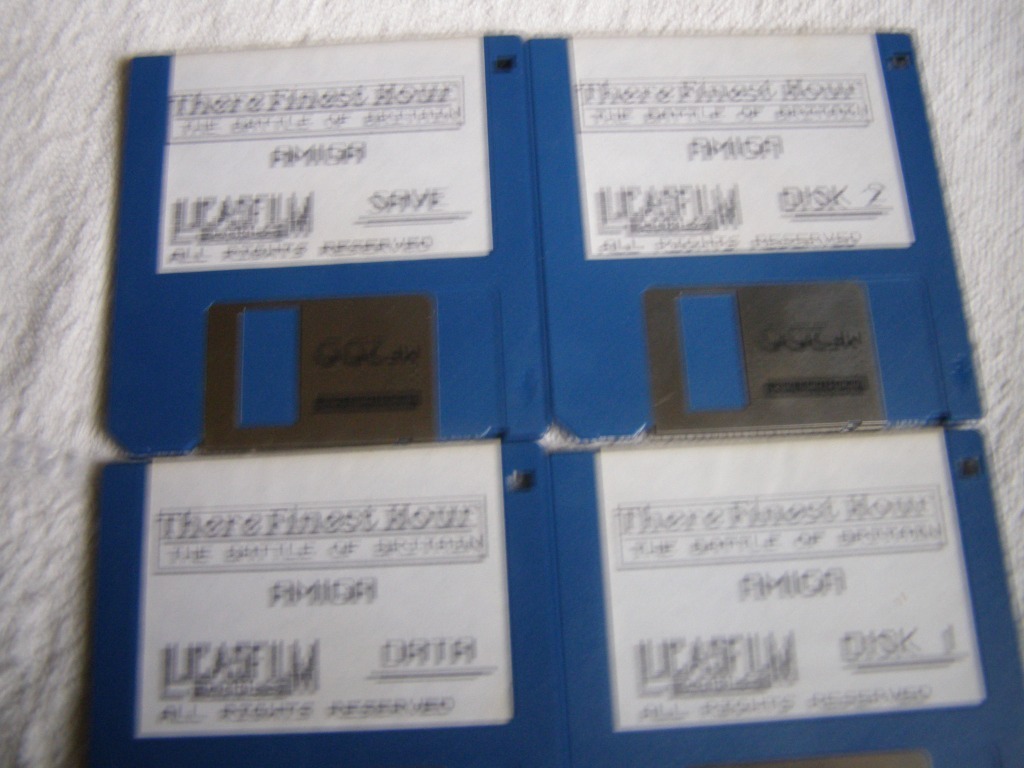 There Finest Hour
THE BATTLE OF BRITAIN
AMIGA
LUCASFILM
SAVE
ALL RIGHTS RESERVED
There Finest Hour
THE BATTLE OF BRITAIN
AMIGA
LUCASFILM
DISK 2
ALL RIGHTS RESERVED
There Finest Hour
THE BATTLE OF BRITAIN
AMIGA
LUCASFILM
DATA
ALL RIGHTS RESERVED
There Finest Hour
THE BATTLE OF BRITAIN
AMIGA
LUCASFILM
DISK 1
ALL RIGHTS RESERVED